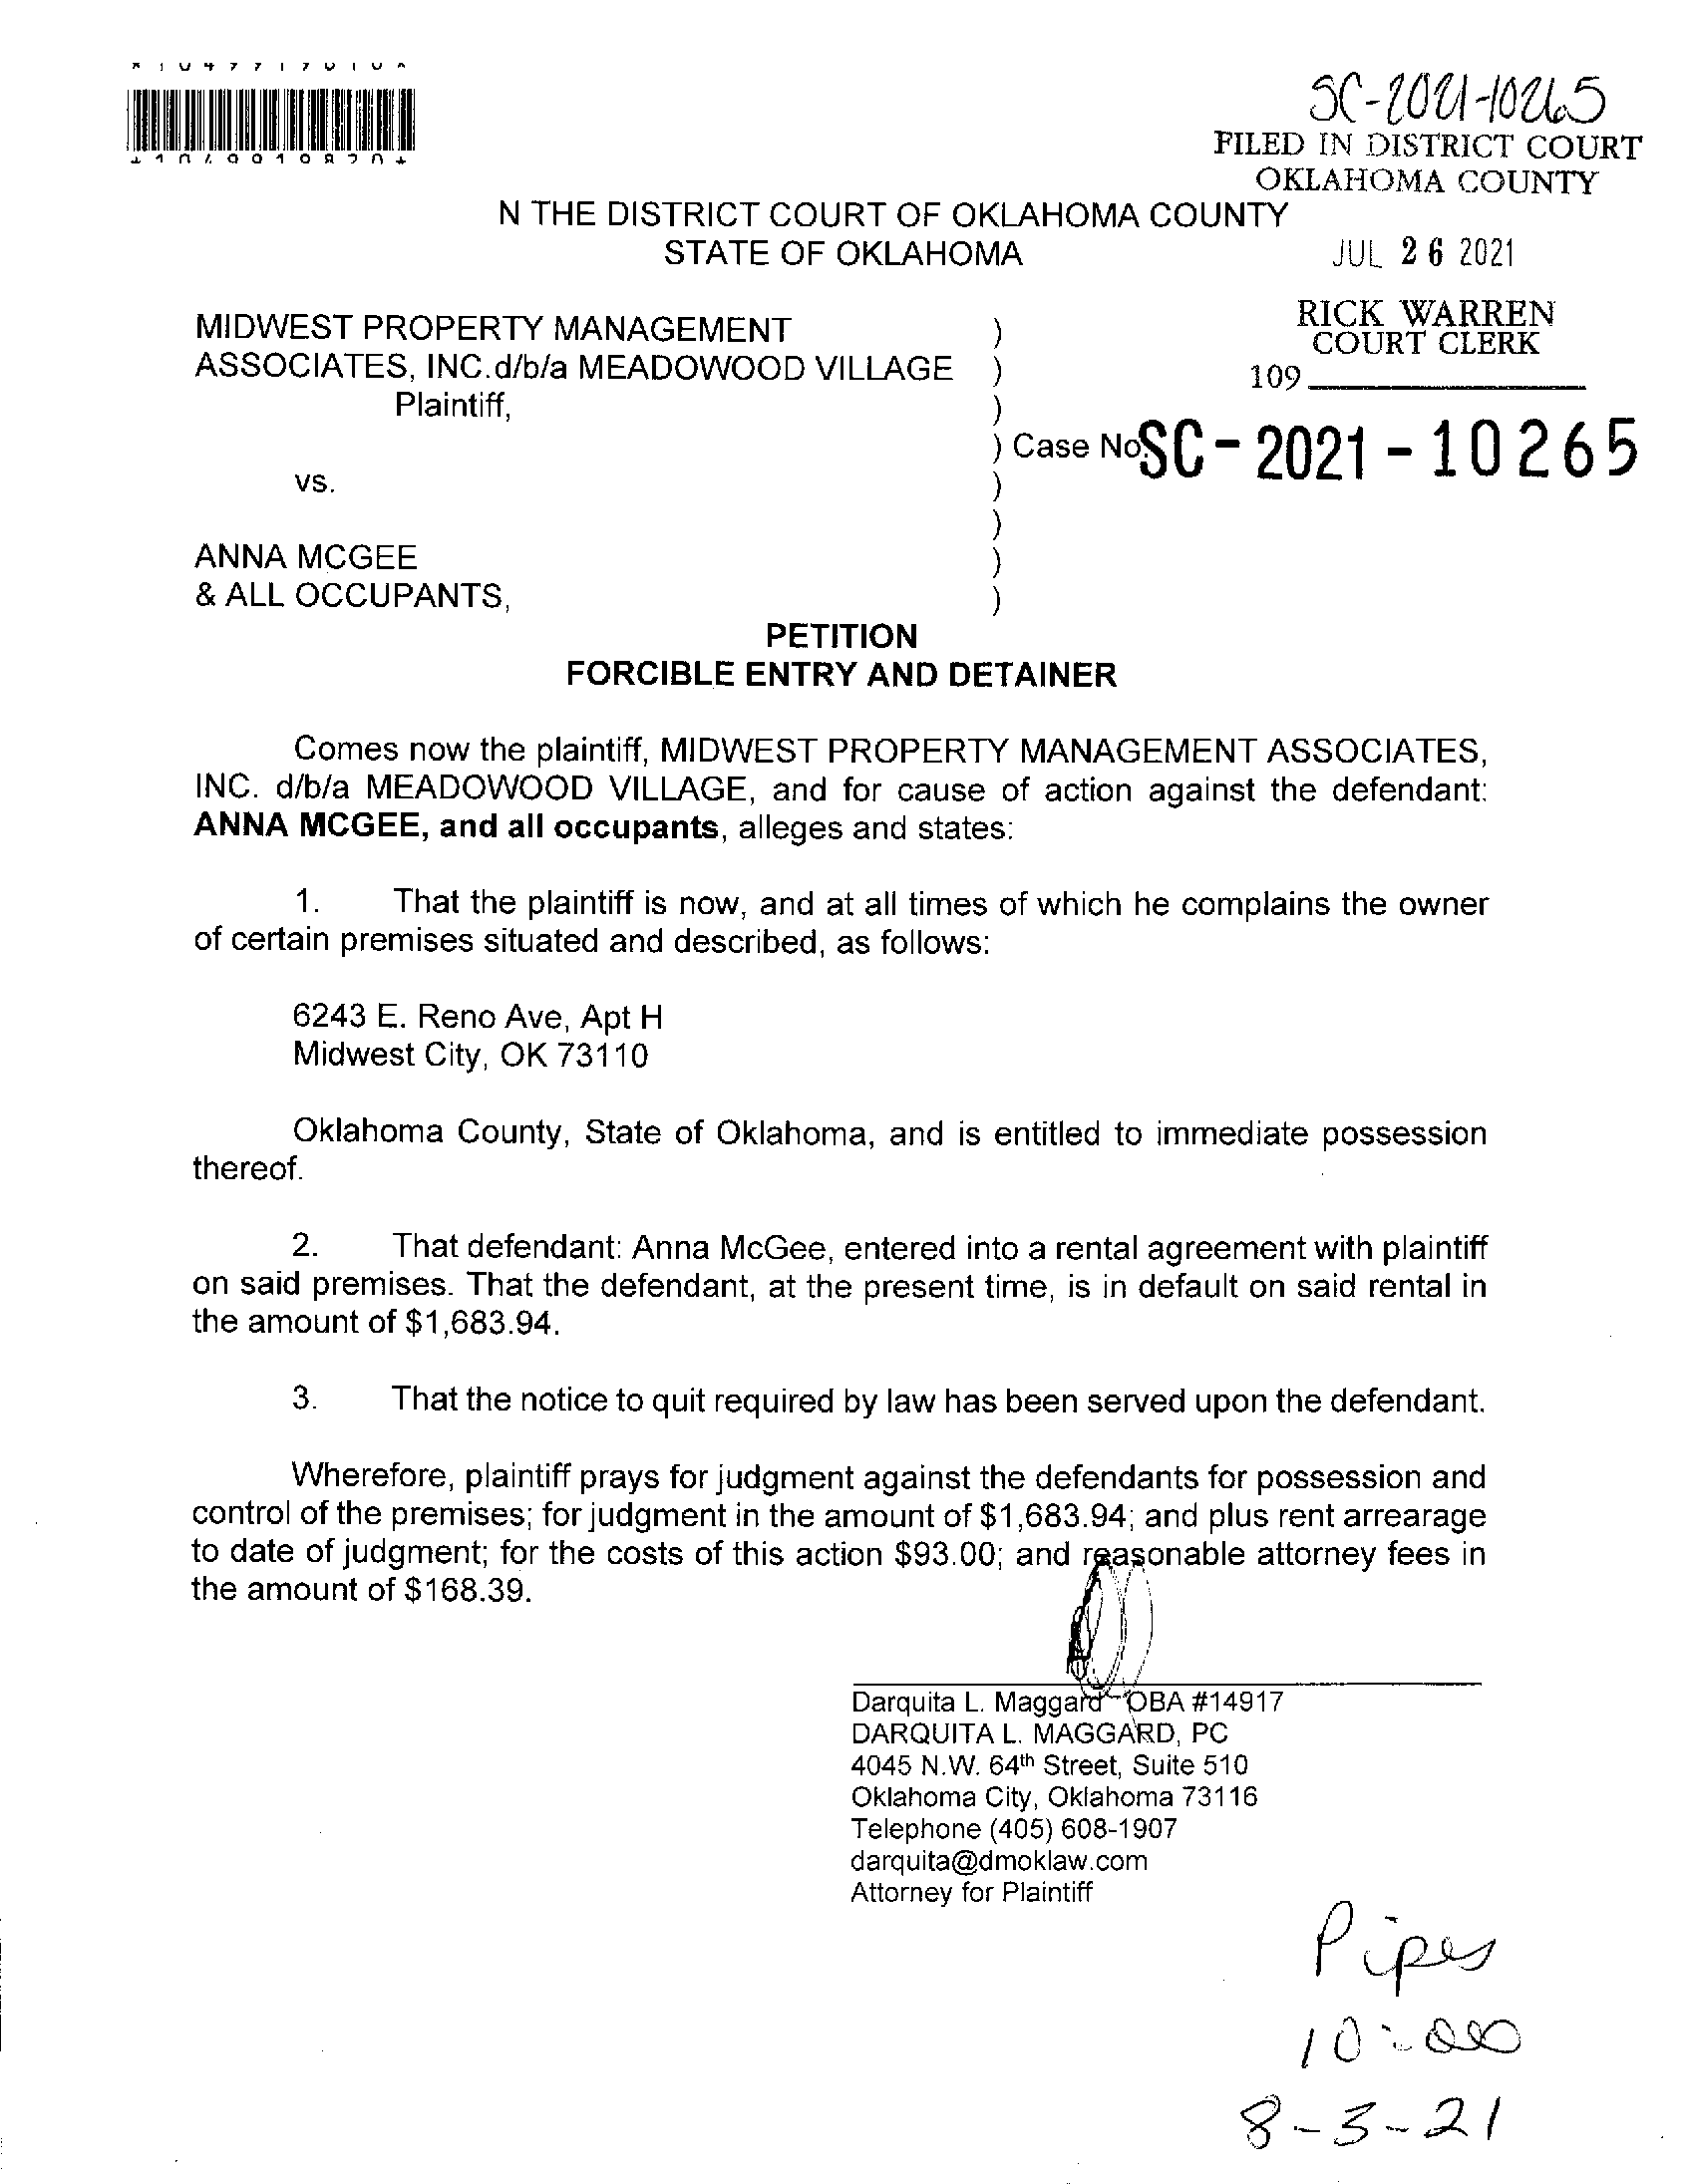 SC-2021-10265
FILED IN DISTRICT COURT
OKLAHOMA COUNTY
N THE DISTRICT COURT OF OKLAHOMA COUNTY
STATE OF OKLAHOMA
JUL 26 2021
RICK WARREN
COURT CLERK
109
MIDWEST PROPERTY MANAGEMENT )
ASSOCIATES, INC.d/b/a MEADOWOOD VILLAGE )
Plaintiff, )
) Case No. SC - 2021 - 10265
vs. )
)
ANNA MCGEE )
& ALL OCCUPANTS, )
PETITION
FORCIBLE ENTRY AND DETAINER
Comes now the plaintiff, MIDWEST PROPERTY MANAGEMENT ASSOCIATES,
INC. d/b/a MEADOWOOD VILLAGE, and for cause of action against the defendant:
ANNA MCGEE, and all occupants, alleges and states:
1. That the plaintiff is now, and at all times of which he complains the owner
of certain premises situated and described, as follows:
6243 E. Reno Ave, Apt H
Midwest City, OK 73110
Oklahoma County, State of Oklahoma, and is entitled to immediate possession
thereof.
2. That defendant: Anna McGee, entered into a rental agreement with plaintiff
on said premises. That the defendant, at the present time, is in default on said rental in
the amount of $1,683.94.
3. That the notice to quit required by law has been served upon the defendant.
Wherefore, plaintiff prays for judgment against the defendants for possession and
control of the premises; for judgment in the amount of $1,683.94; and plus rent arrearage
to date of judgment; for the costs of this action $93.00; and reasonable attorney fees in
the amount of $168.39.
Darquita L. Maggard OBA #14917
DARQUITA L. MAGGARD, PC
4045 N.W. 64th Street, Suite 510
Oklahoma City, Oklahoma 73116
Telephone (405) 608-1907
darquita@dmoklaw.com
Attorney for Plaintiff
Pipes
10:00
8-3-21